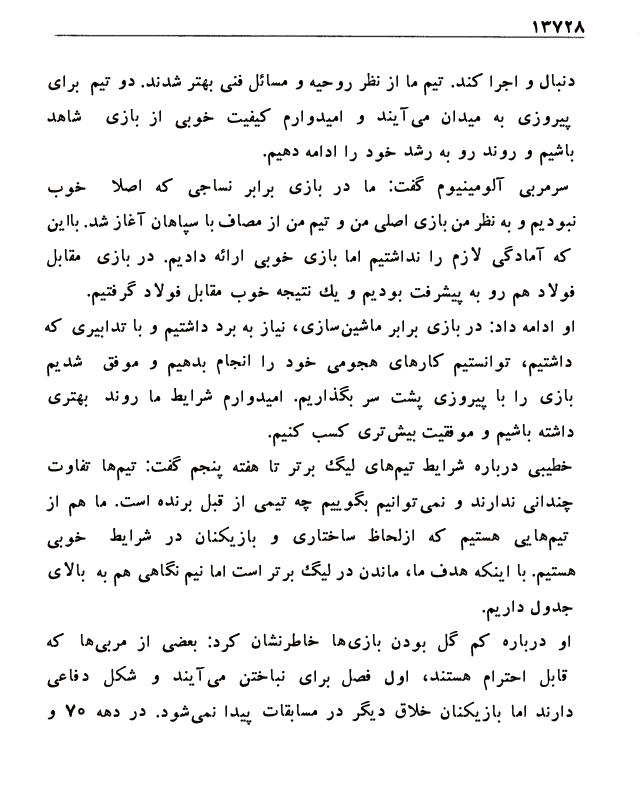 ۱۳۷۲۸
دنبال و اجرا کند. تیم ما از نظر روحیه و مسائل فنی بهتر شدند. دو تیم برای
پیروزی به میدان می‌آیند و امیدوارم کیفیت خوبی از بازی شاهد
باشیم و روند رو به رشد خود را ادامه دهیم.
سرمربی آلومینیوم گفت: ما در بازی برابر نساجی که اصلا خوب
نبودیم و به نظر من بازی اصلی من و تیم من از مصاف با سپاهان آغاز شد. بااین
که آمادگی لازم را نداشتیم اما بازی خوبی ارائه دادیم. در بازی مقابل
فولاد هم رو به پیشرفت بودیم و یك نتیجه خوب مقابل فولاد گرفتیم.
او ادامه داد: در بازی برابر ماشین‌سازی، نیاز به برد داشتیم و با تدابیری که
داشتیم، توانستیم کارهای هجومی خود را انجام بدهیم و موفق شدیم
بازی را با پیروزی پشت سر بگذاریم. امیدوارم شرایط ما روند بهتری
داشته باشیم و موفقیت بیش‌تری کسب کنیم.
خطیبی درباره شرایط تیم‌های لیگ برتر تا هفته پنجم گفت: تیم‌ها تفاوت
چندانی ندارند و نمی‌توانیم بگوییم چه تیمی از قبل برنده است. ما هم از
تیم‌هایی هستیم که ازلحاظ ساختاری و بازیکنان در شرایط خوبی
هستیم. با اینکه هدف ما، ماندن در لیگ برتر است اما نیم نگاهی هم به بالای
جدول داریم.
او درباره کم گل بودن بازی‌ها خاطرنشان کرد: بعضی از مربی‌ها که
قابل احترام هستند، اول فصل برای نباختن می‌آیند و شکل دفاعی
دارند اما بازیکنان خلاق دیگر در مسابقات پیدا نمی‌شود. در دهه ۷۰ و